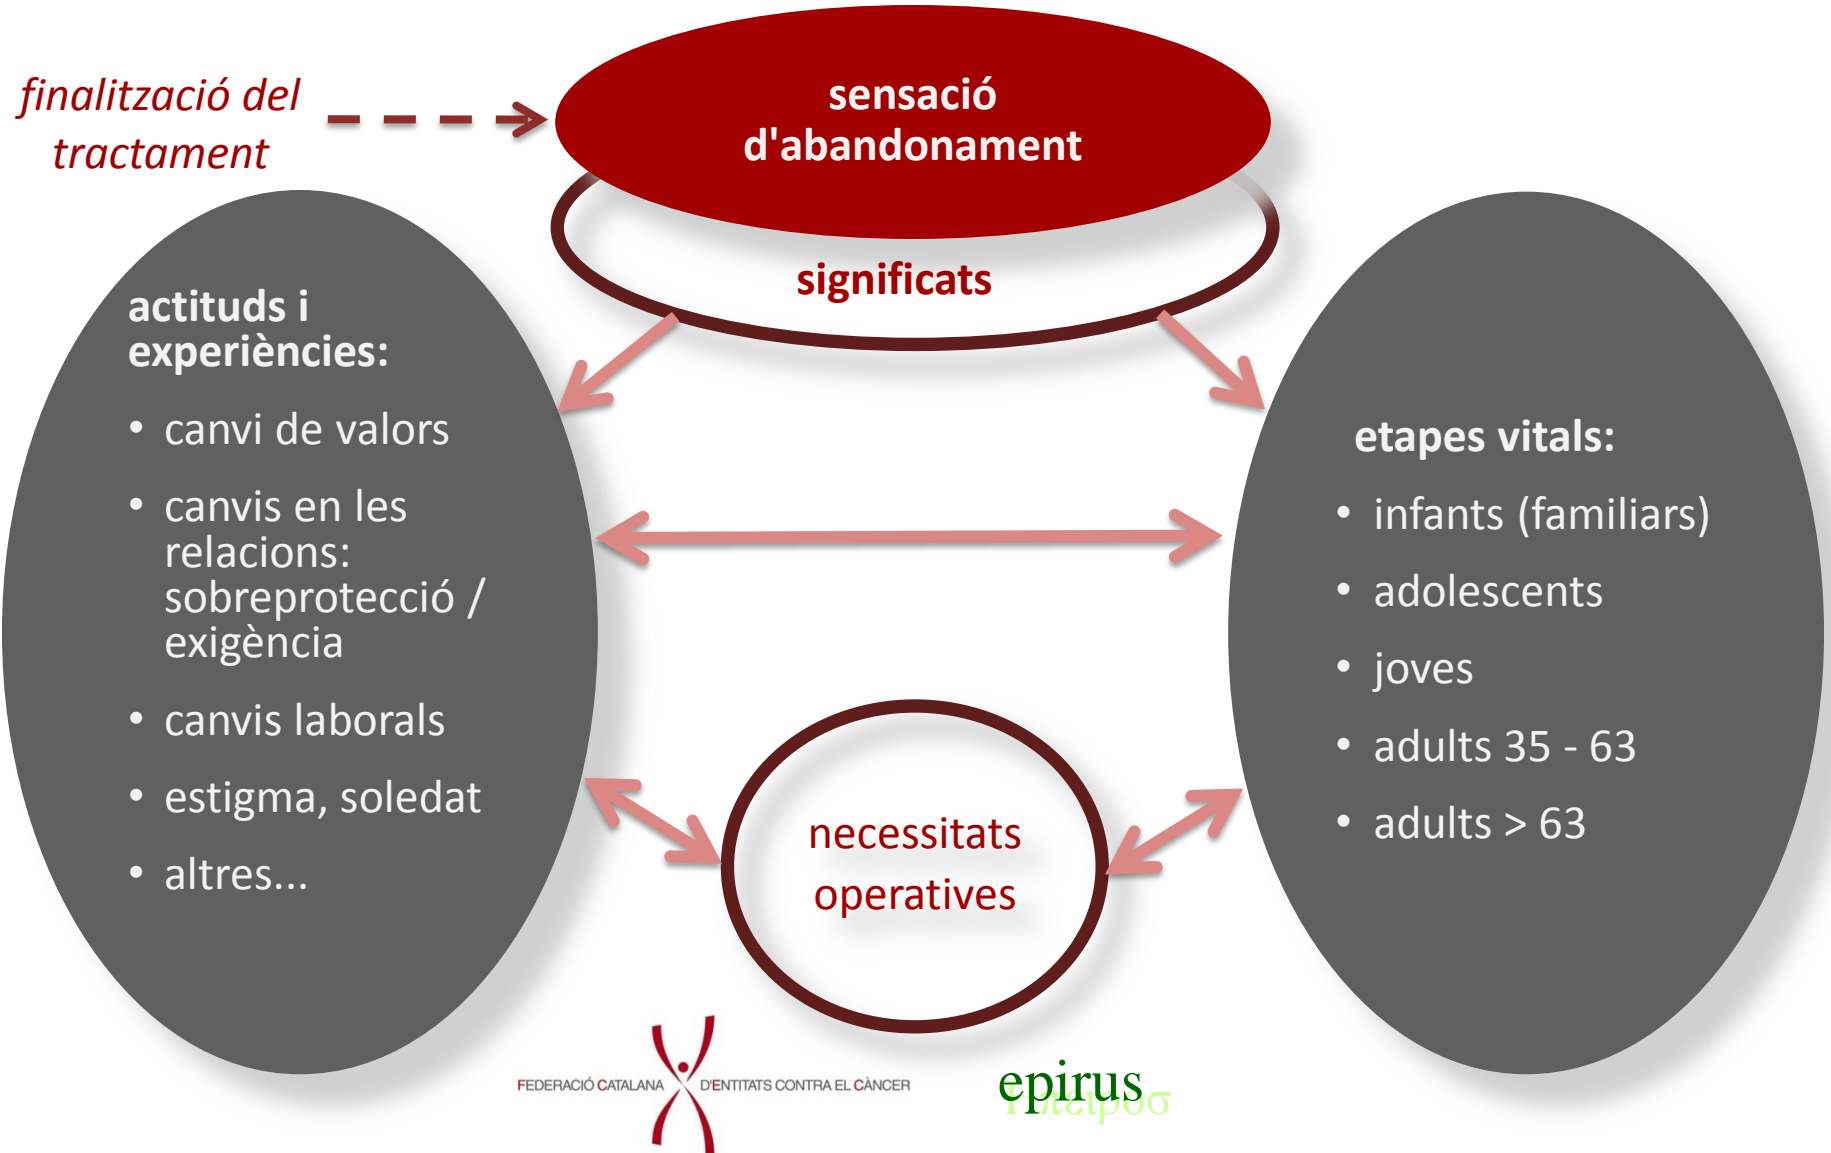 finalització del
tractament
sensació
d'abandonament
significats
actituds i
experiències:
• canvi de valors
• canvis en les
relacions:
sobreprotecció /
exigència
• canvis laborals
• estigma, soledat
• altres...
etapes vitals:
• infants (familiars)
• adolescents
• joves
• adults 35 - 63
• adults > 63
necessitats
operatives
FEDERACIÓ CATALANA D'ENTITATS CONTRA EL CÀNCER
epirus